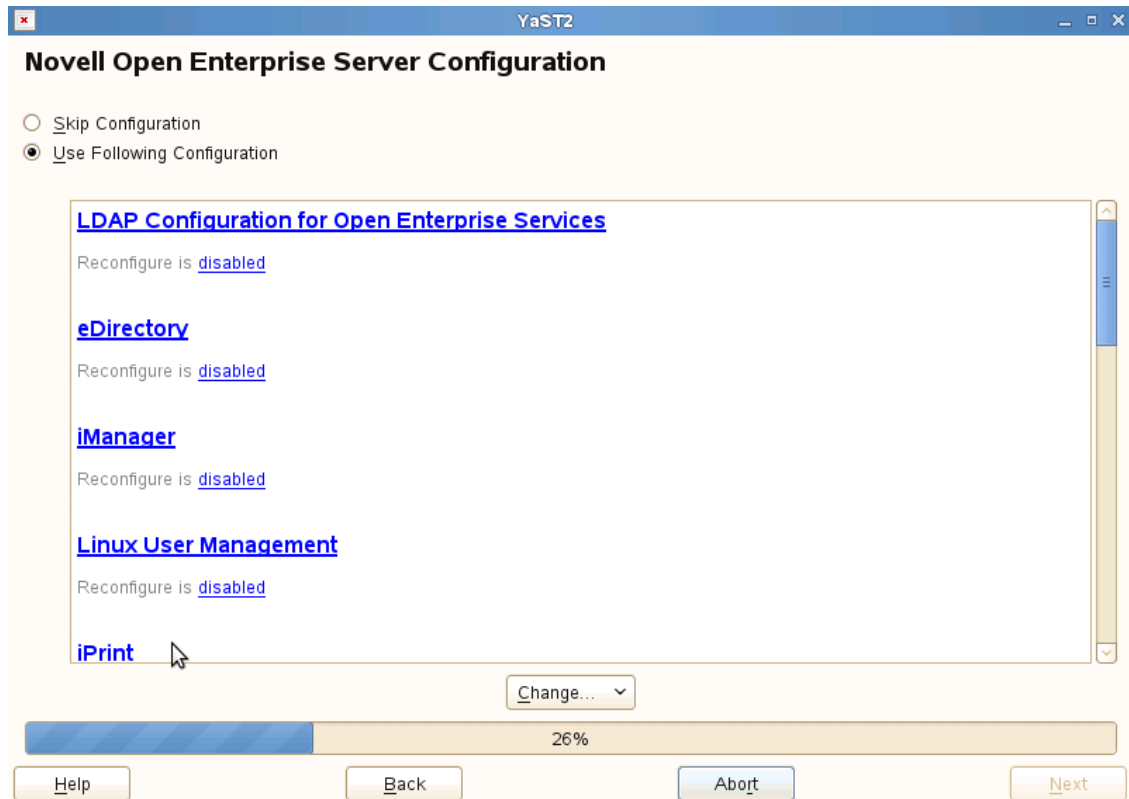 YaST2
Novell Open Enterprise Server Configuration
Skip Configuration
Use Following Configuration
LDAP Configuration for Open Enterprise Services
Reconfigure is disabled
eDirectory
Reconfigure is disabled
iManager
Reconfigure is disabled
Linux User Management
Reconfigure is disabled
iPrint
Change...
26%
Help Back Abort Next